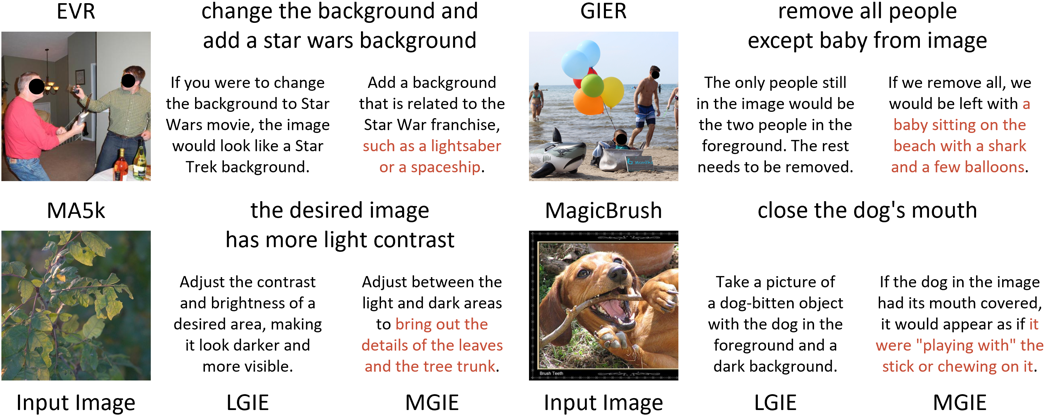 EVR
change the background and
add a star wars background
If you were to change
the background to Star
Wars movie, the image
would look like a Star
Trek background.
Add a background
that is related to the
Star War franchise,
such as a lightsaber
or a spaceship.
GIER
remove all people
except baby from image
The only people still
in the image would be
the two people in the
foreground. The rest
needs to be removed.
If we remove all, we
would be left with a
baby sitting on the
beach with a shark
and a few balloons.
MA5k
the desired image
has more light contrast
Adjust the contrast
and brightness of a
desired area, making
it look darker and
more visible.
Adjust between the
light and dark areas
to bring out the
details of the leaves
and the tree trunk.
MagicBrush
close the dog's mouth
Brush Teeth
Take a picture of
a dog-bitten object
with the dog in the
foreground and a
dark background.
If the dog in the image
had its mouth covered,
it would appear as if it
were "playing with" the
stick or chewing on it.
Input Image
LGIE
MGIE
Input Image
LGIE
MGIE